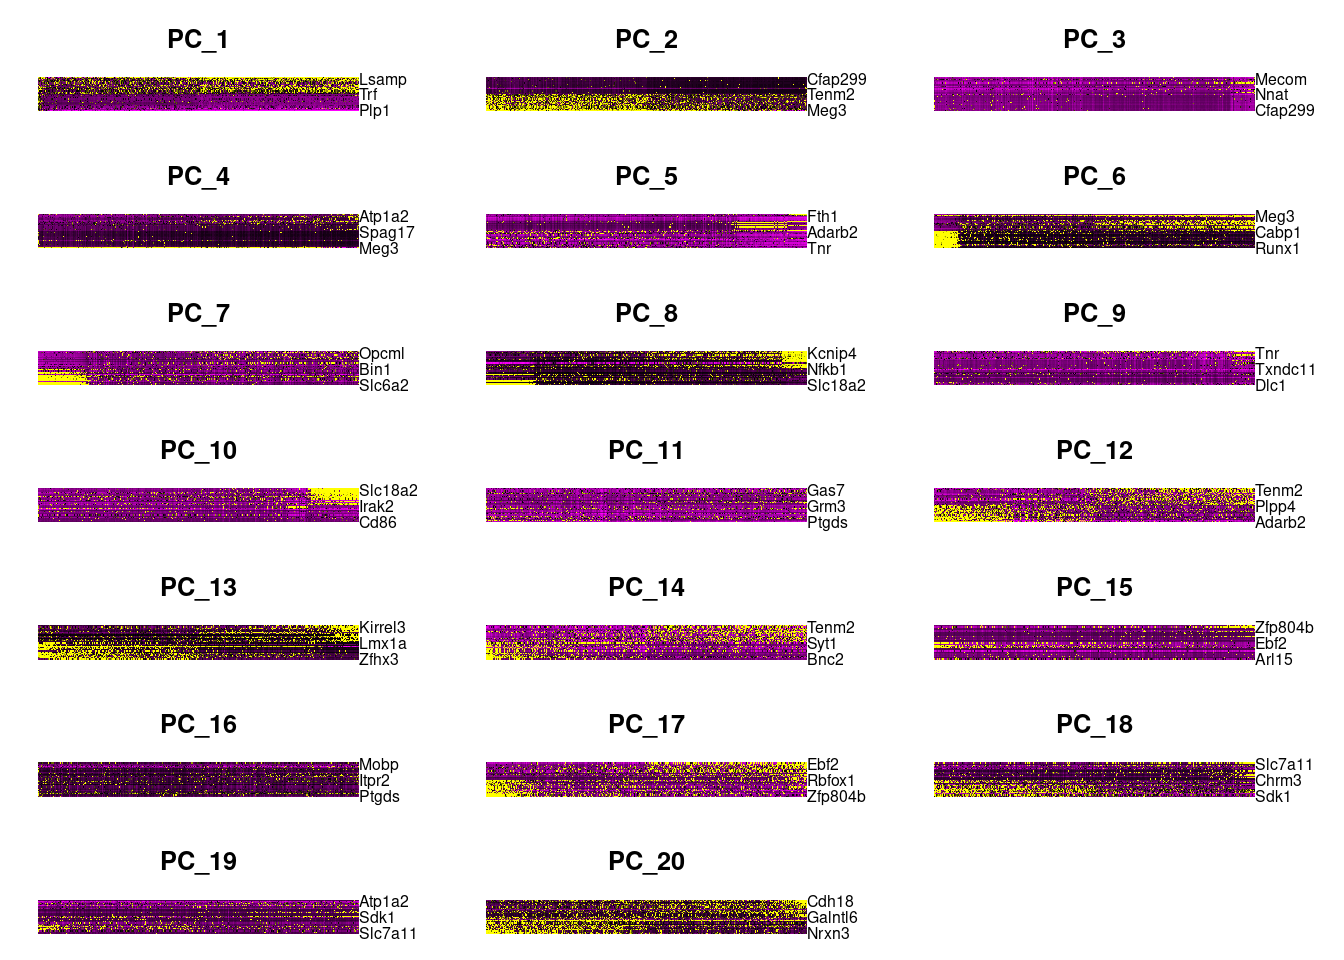 PC_1
Lsamp
Trf
Plp1
PC_2
Cfap299
Tenm2
Meg3
PC_3
Mecom
Nnat
Cfap299
PC_4
Atp1a2
Spag17
Meg3
PC_5
Fth1
Adarb2
Tnr
PC_6
Meg3
Cabp1
Runx1
PC_7
Opcml
Bin1
Slc6a2
PC_8
Kcnip4
Nfkb1
Slc18a2
PC_9
Tnr
Txndc11
Dlc1
PC_10
Slc18a2
Irak2
Cd86
PC_11
Gas7
Grm3
Ptgds
PC_12
Tenm2
Plpp4
Adarb2
PC_13
Kirrel3
Lmx1a
Zfhx3
PC_14
Tenm2
Syt1
Bnc2
PC_15
Zfp804b
Ebf2
Arl15
PC_16
Mobp
Itpr2
Ptgds
PC_17
Ebf2
Rbfox1
Zfp804b
PC_18
Slc7a11
Chrm3
Sdk1
PC_19
Atp1a2
Sdk1
Slc7a11
PC_20
Cdh18
Galntl6
Nrxn3